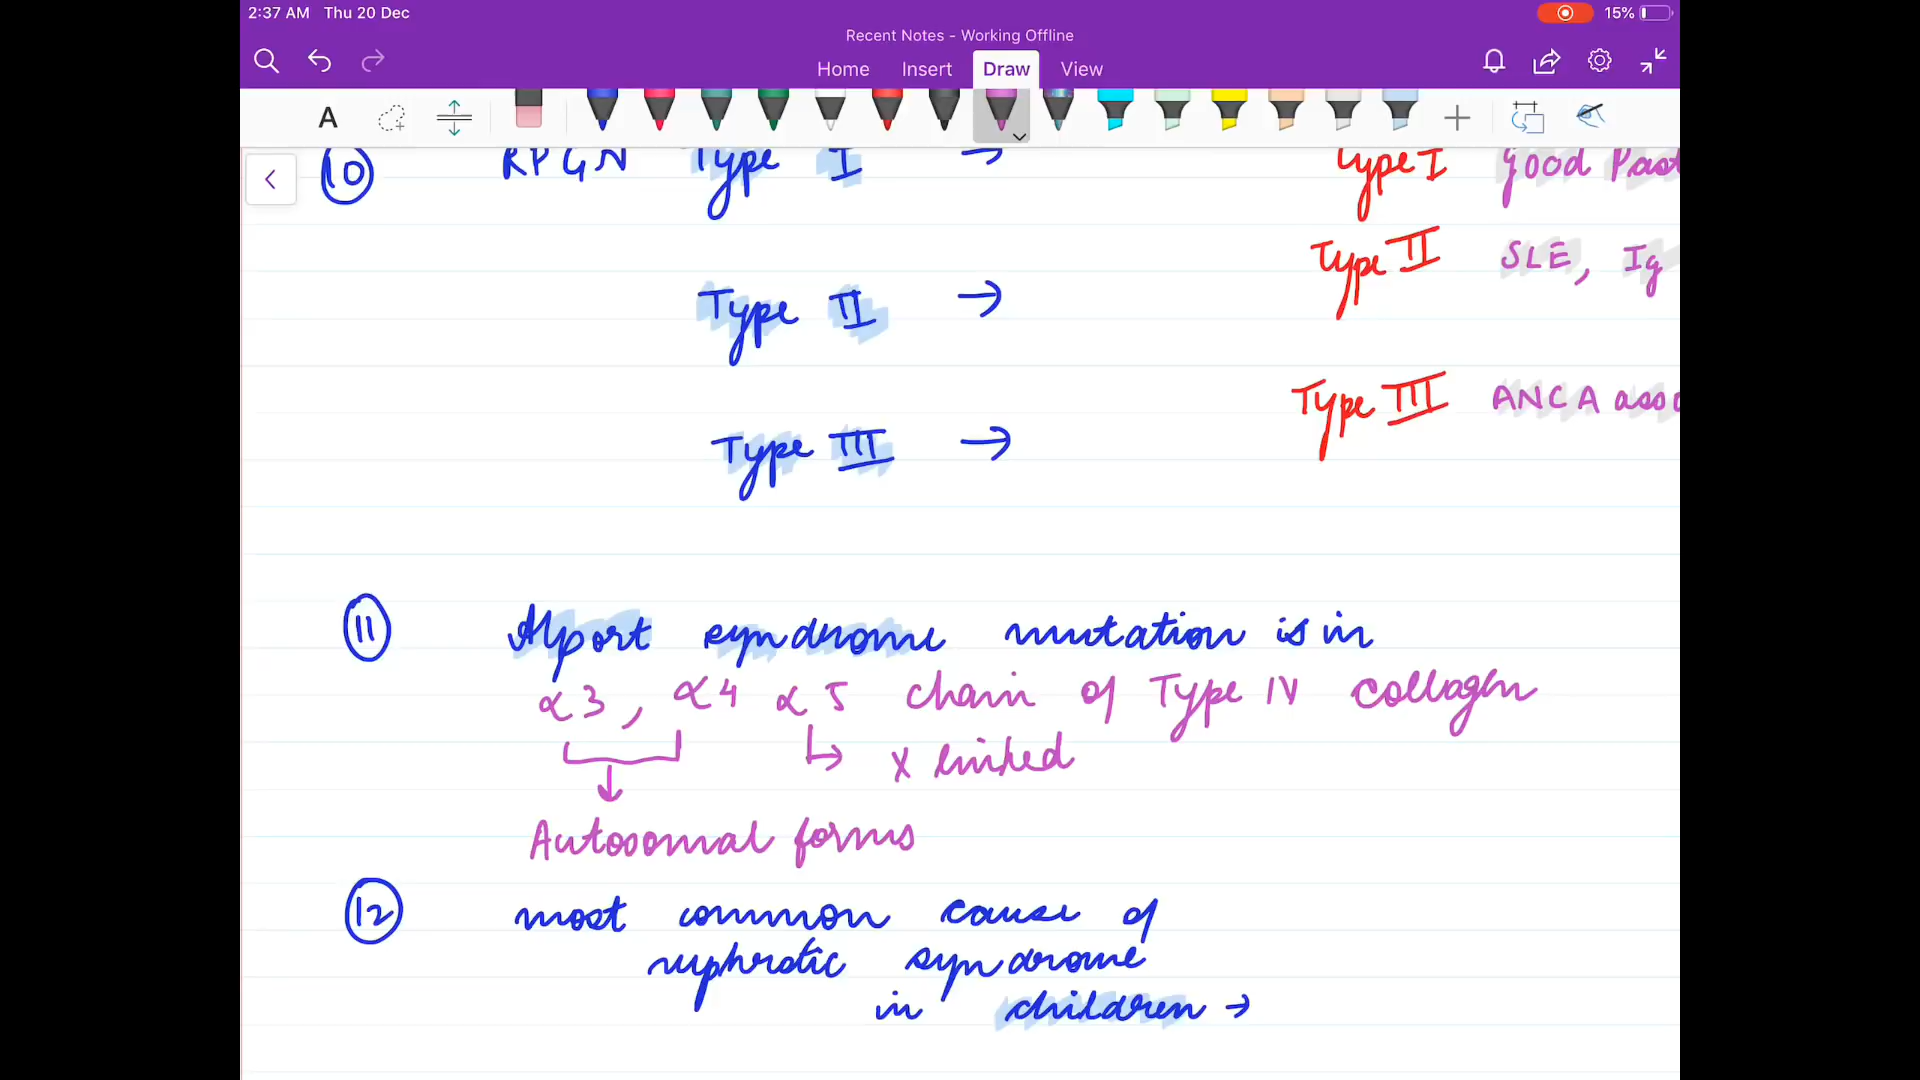 2:37 AM Thu 20 Dec
15%
Recent Notes - Working Offline
Home Insert Draw View
A
10 RPGN Type I → Type I Good Past
Type II → Type II SLE, Ig
Type III → Type III ANCA asso
11 Alport syndrome mutation is in
α3, α4 α5 chain of Type IV collagen
X linked
Autosomal forms
12 most common cause of
nephrotic syndrome
in children →